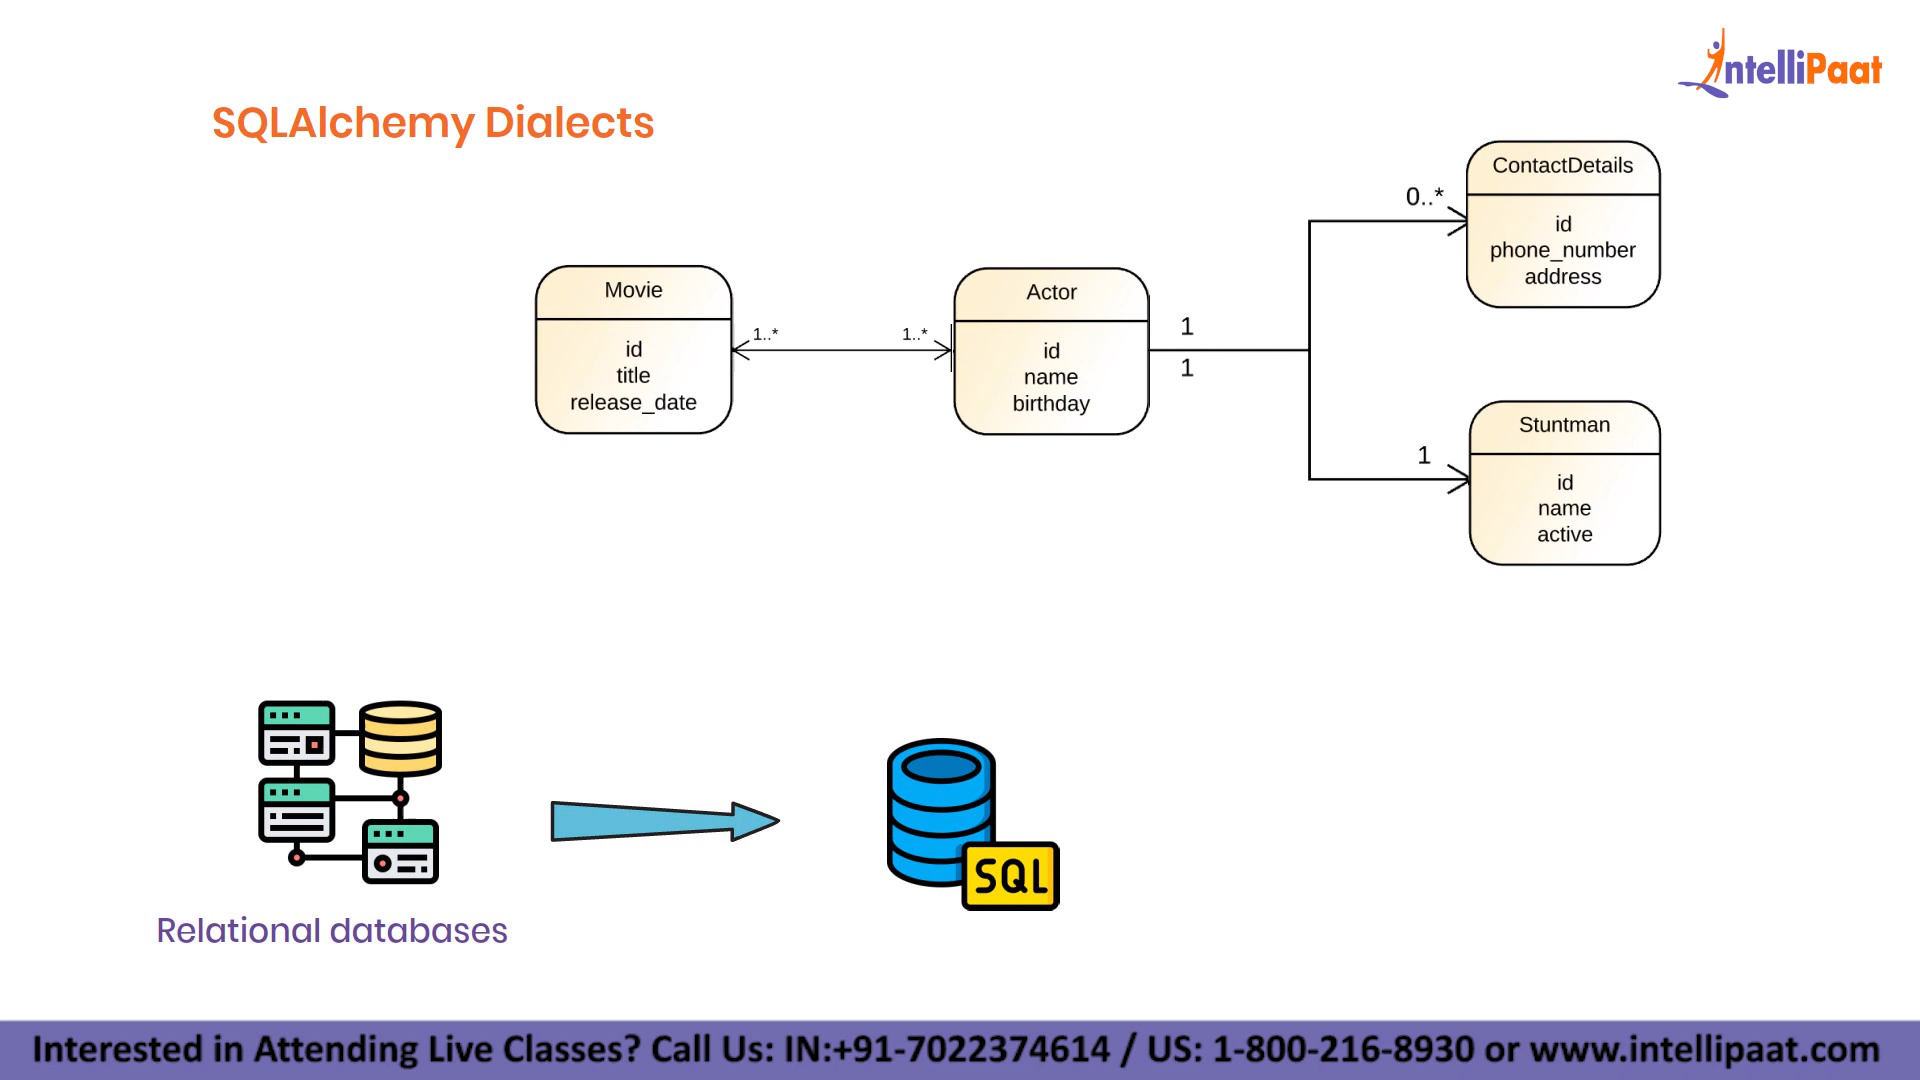 IntelliPaat
SQLAlchemy Dialects
ContactDetails
0..*
id
phone_number
address
Movie
1..*
1..*
id
title
release_date
Actor
id
name
birthday
1
1
Stuntman
1
id
name
active
SQL
Relational databases
Interested in Attending Live Classes? Call Us: IN:+91-7022374614 / US: 1-800-216-8930 or www.intellipaat.com